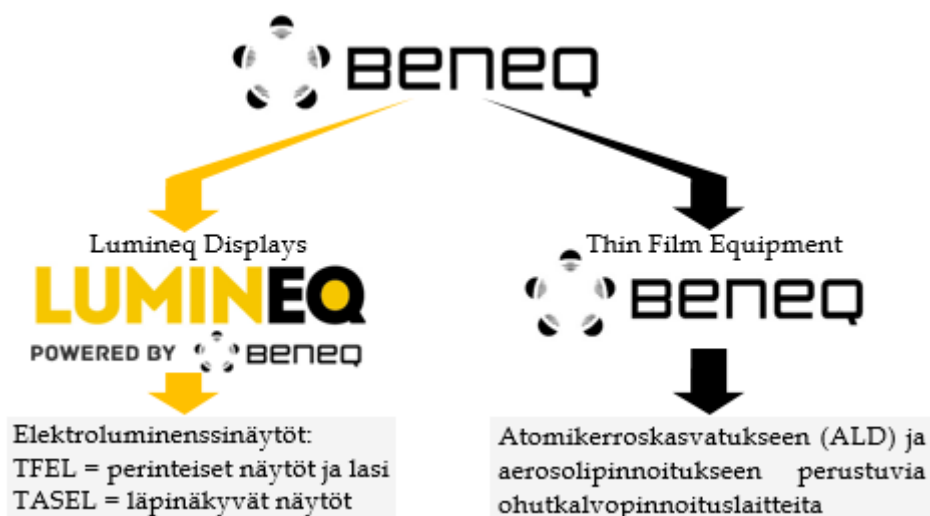 BeneQ
Lumineq Displays
LUMINEQ
POWERED BY BeneQ
Elektroluminenssinäytöt:
TFEL = perinteiset näytöt ja lasi
TASEL = läpinäkyvät näytöt
Thin Film Equipment
BeneQ
Atomikerroskasvatukseen (ALD) ja
aerosolipinnoitukseen perustuvia
ohutkalvopinnoituslaitteita